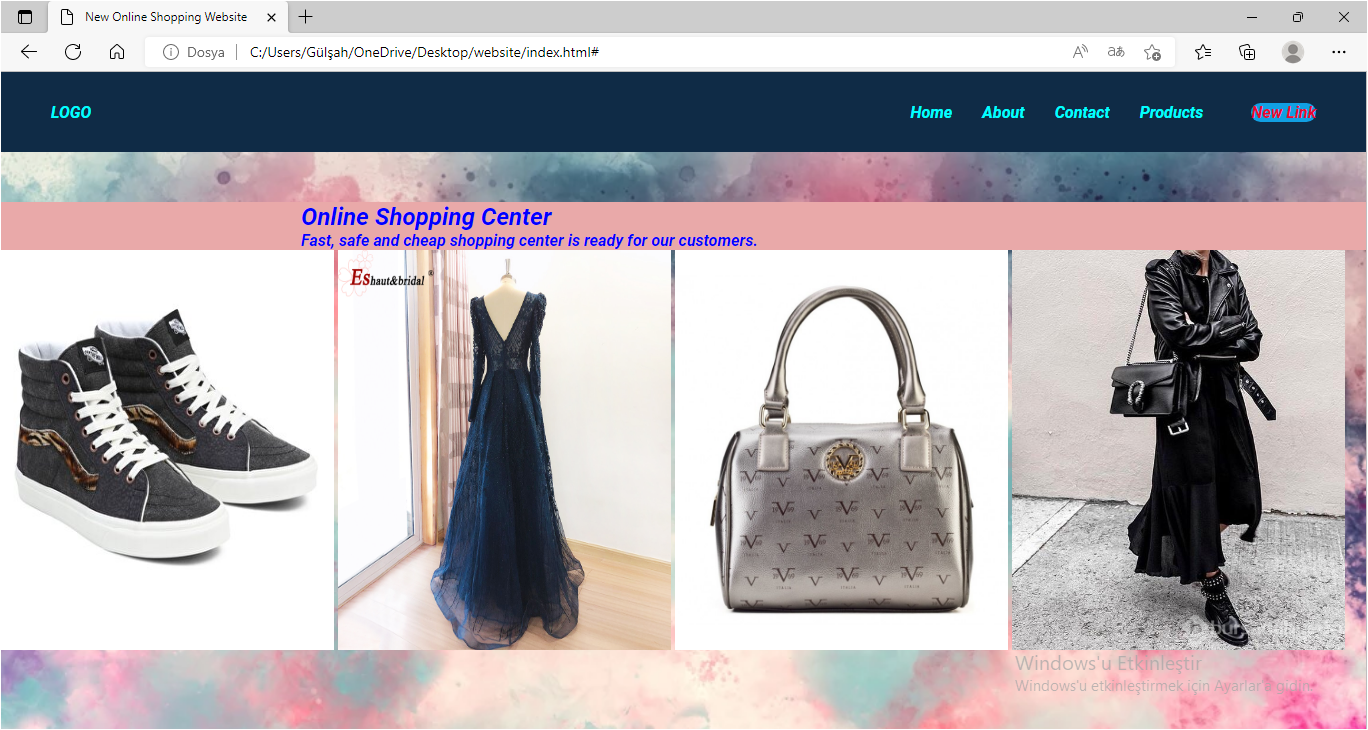 New Online Shopping Website
Dosya
C:/Users/Gülşah/OneDrive/Desktop/website/index.html#
LOGO
Home
About
Contact
Products
New Link
Online Shopping Center
Fast, safe and cheap shopping center is ready for our customers.
Eshaut&bridal ®
Windows'u Etkinleştir
Windows'u etkinleştirmek için Ayarlar'a gidin.